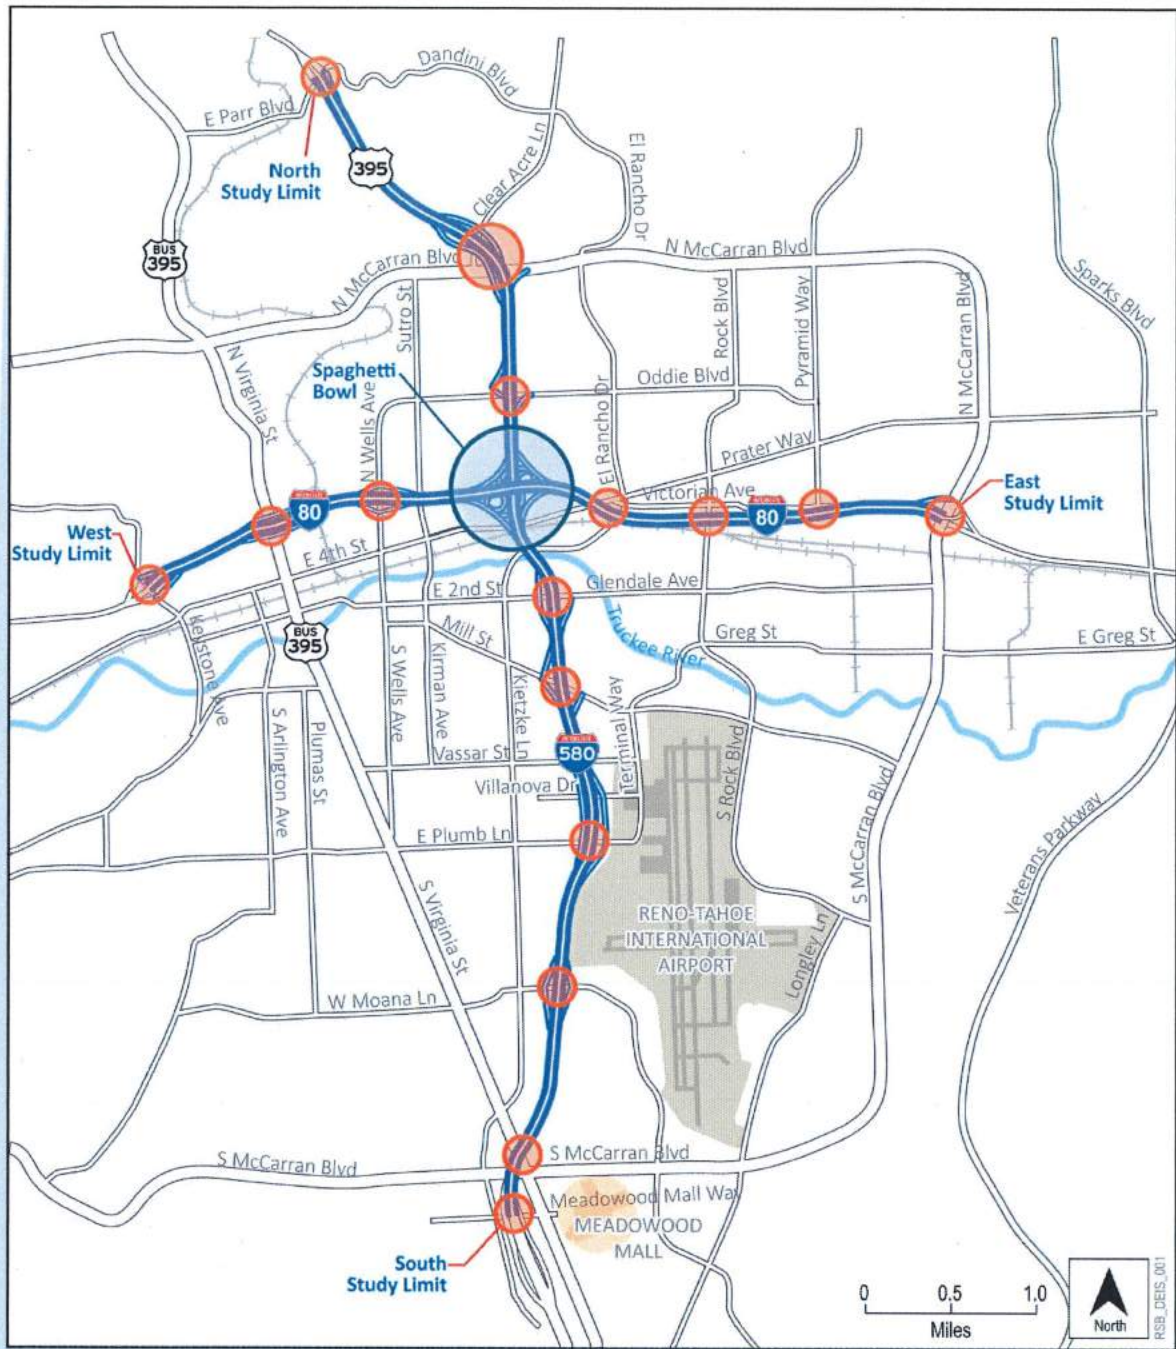 Dandini Blvd
E Parr Blvd
North
Study Limit
395
Clear Acre Ln
El Rancho Dr
BUS
395
N McCarran Blvd
N McCarran Blvd
Sparks Blvd
Sutro St
Rock Blvd
Pyramid Way
N McCarran Blvd
N Virginia St
Spaghetti
Bowl
N Wells Ave
Oddie Blvd
El Rancho Dr
Prater Way
Victorian Ave
East
Study Limit
INTERSTATE
80
INTERSTATE
80
West
Study Limit
E 4th St
E 2nd St
Glendale Ave
Keystone Ave
BUS
395
Mill St
Truckee River
Greg St
E Greg St
S Arlington Ave
Plumas St
S Wells Ave
Kirman Ave
Kietzke Ln
Terminal Way
Vassar St
INTERSTATE
580
Villanova Dr
S Rock Blvd
S McCarran Blvd
Veterans Parkway
E Plumb Ln
S Virginia St
RENO-TAHOE
INTERNATIONAL
AIRPORT
Longley Ln
W Moana Ln
S McCarran Blvd
S McCarran Blvd
Meadowood Mall Way
MEADOWOOD
MALL
South
Study Limit
0 0.5 1.0
Miles
North
RSB_DEIS_001